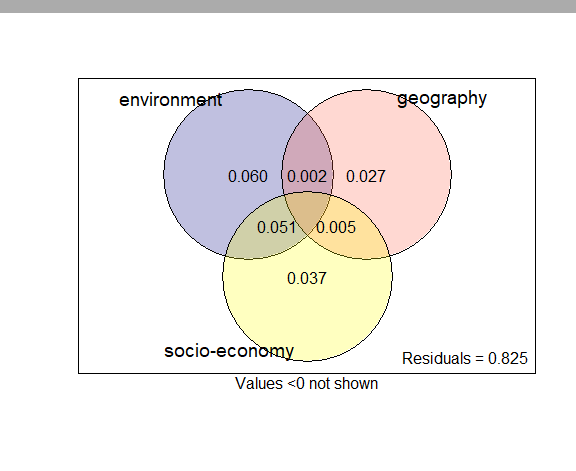 environment
geography
0.060
0.002
0.027
0.051
0.005
0.037
socio-economy
Residuals = 0.825
Values <0 not shown